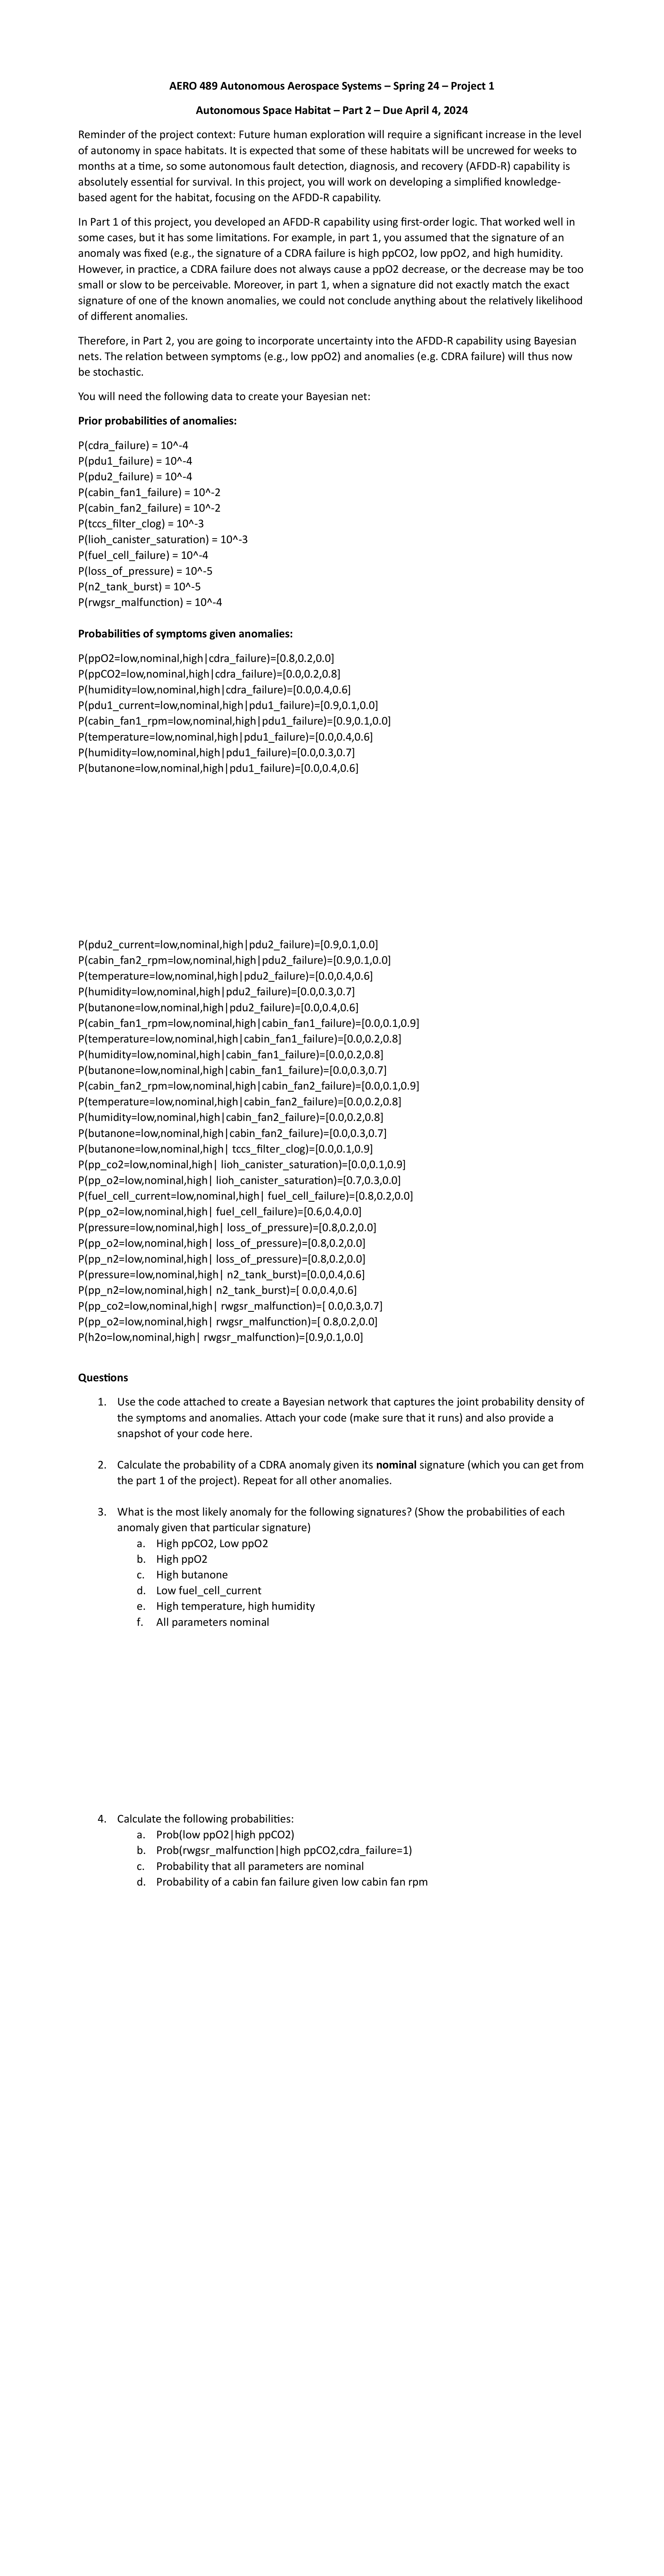 AERO 489 Autonomous Aerospace Systems – Spring 24 – Project 1
Autonomous Space Habitat – Part 2 – Due April 4, 2024
Reminder of the project context: Future human exploration will require a significant increase in the level
of autonomy in space habitats. It is expected that some of these habitats will be uncrewed for weeks to
months at a time, so some autonomous fault detection, diagnosis, and recovery (AFDD-R) capability is
absolutely essential for survival. In this project, you will work on developing a simplified knowledge-
based agent for the habitat, focusing on the AFDD-R capability.
In Part 1 of this project, you developed an AFDD-R capability using first-order logic. That worked well in
some cases, but it has some limitations. For example, in part 1, you assumed that the signature of an
anomaly was fixed (e.g., the signature of a CDRA failure is high ppCO2, low ppO2, and high humidity.
However, in practice, a CDRA failure does not always cause a ppO2 decrease, or the decrease may be too
small or slow to be perceivable. Moreover, in part 1, when a signature did not exactly match the exact
signature of one of the known anomalies, we could not conclude anything about the relatively likelihood
of different anomalies.
Therefore, in Part 2, you are going to incorporate uncertainty into the AFDD-R capability using Bayesian
nets. The relation between symptoms (e.g., low ppO2) and anomalies (e.g. CDRA failure) will thus now
be stochastic.
You will need the following data to create your Bayesian net:
Prior probabilities of anomalies:
P(cdra_failure) = 10^-4
P(pdu1_failure) = 10^-4
P(pdu2_failure) = 10^-4
P(cabin_fan1_failure) = 10^-2
P(cabin_fan2_failure) = 10^-2
P(tccs_filter_clog) = 10^-3
P(lioh_canister_saturation) = 10^-3
P(fuel_cell_failure) = 10^-4
P(loss_of_pressure) = 10^-5
P(n2_tank_burst) = 10^-5
P(rwgsr_malfunction) = 10^-4
Probabilities of symptoms given anomalies:
P(ppO2=low,nominal,high|cdra_failure)=[0.8,0.2,0.0]
P(ppCO2=low,nominal,high|cdra_failure)=[0.0,0.2,0.8]
P(humidity=low,nominal,high|cdra_failure)=[0.0,0.4,0.6]
P(pdu1_current=low,nominal,high|pdu1_failure)=[0.9,0.1,0.0]
P(cabin_fan1_rpm=low,nominal,high|pdu1_failure)=[0.9,0.1,0.0]
P(temperature=low,nominal,high|pdu1_failure)=[0.0,0.4,0.6]
P(humidity=low,nominal,high|pdu1_failure)=[0.0,0.3,0.7]
P(butanone=low,nominal,high|pdu1_failure)=[0.0,0.4,0.6]
P(pdu2_current=low,nominal,high|pdu2_failure)=[0.9,0.1,0.0]
P(cabin_fan2_rpm=low,nominal,high|pdu2_failure)=[0.9,0.1,0.0]
P(temperature=low,nominal,high|pdu2_failure)=[0.0,0.4,0.6]
P(humidity=low,nominal,high|pdu2_failure)=[0.0,0.3,0.7]
P(butanone=low,nominal,high|pdu2_failure)=[0.0,0.4,0.6]
P(cabin_fan1_rpm=low,nominal,high|cabin_fan1_failure)=[0.0,0.1,0.9]
P(temperature=low,nominal,high|cabin_fan1_failure)=[0.0,0.2,0.8]
P(humidity=low,nominal,high|cabin_fan1_failure)=[0.0,0.2,0.8]
P(butanone=low,nominal,high|cabin_fan1_failure)=[0.0,0.3,0.7]
P(cabin_fan2_rpm=low,nominal,high|cabin_fan2_failure)=[0.0,0.1,0.9]
P(temperature=low,nominal,high|cabin_fan2_failure)=[0.0,0.2,0.8]
P(humidity=low,nominal,high|cabin_fan2_failure)=[0.0,0.2,0.8]
P(butanone=low,nominal,high|cabin_fan2_failure)=[0.0,0.3,0.7]
P(butanone=low,nominal,high| tccs_filter_clog)=[0.0,0.1,0.9]
P(pp_co2=low,nominal,high| lioh_canister_saturation)=[0.0,0.1,0.9]
P(pp_o2=low,nominal,high| lioh_canister_saturation)=[0.7,0.3,0.0]
P(fuel_cell_current=low,nominal,high| fuel_cell_failure)=[0.8,0.2,0.0]
P(pp_o2=low,nominal,high| fuel_cell_failure)=[0.6,0.4,0.0]
P(pressure=low,nominal,high| loss_of_pressure)=[0.8,0.2,0.0]
P(pp_o2=low,nominal,high| loss_of_pressure)=[0.8,0.2,0.0]
P(pp_n2=low,nominal,high| loss_of_pressure)=[0.8,0.2,0.0]
P(pressure=low,nominal,high| n2_tank_burst)=[0.0,0.4,0.6]
P(pp_n2=low,nominal,high| n2_tank_burst)=[ 0.0,0.4,0.6]
P(pp_co2=low,nominal,high| rwgsr_malfunction)=[ 0.0,0.3,0.7]
P(pp_o2=low,nominal,high| rwgsr_malfunction)=[ 0.8,0.2,0.0]
P(h2o=low,nominal,high| rwgsr_malfunction)=[0.9,0.1,0.0]
Questions
1. Use the code attached to create a Bayesian network that captures the joint probability density of
the symptoms and anomalies. Attach your code (make sure that it runs) and also provide a
snapshot of your code here.
2. Calculate the probability of a CDRA anomaly given its nominal signature (which you can get from
the part 1 of the project). Repeat for all other anomalies.
3. What is the most likely anomaly for the following signatures? (Show the probabilities of each
anomaly given that particular signature)
a. High ppCO2, Low ppO2
b. High ppO2
c. High butanone
d. Low fuel_cell_current
e. High temperature, high humidity
f. All parameters nominal
4. Calculate the following probabilities:
a. Prob(low ppO2|high ppCO2)
b. Prob(rwgsr_malfunction|high ppCO2,cdra_failure=1)
c. Probability that all parameters are nominal
d. Probability of a cabin fan failure given low cabin fan rpm